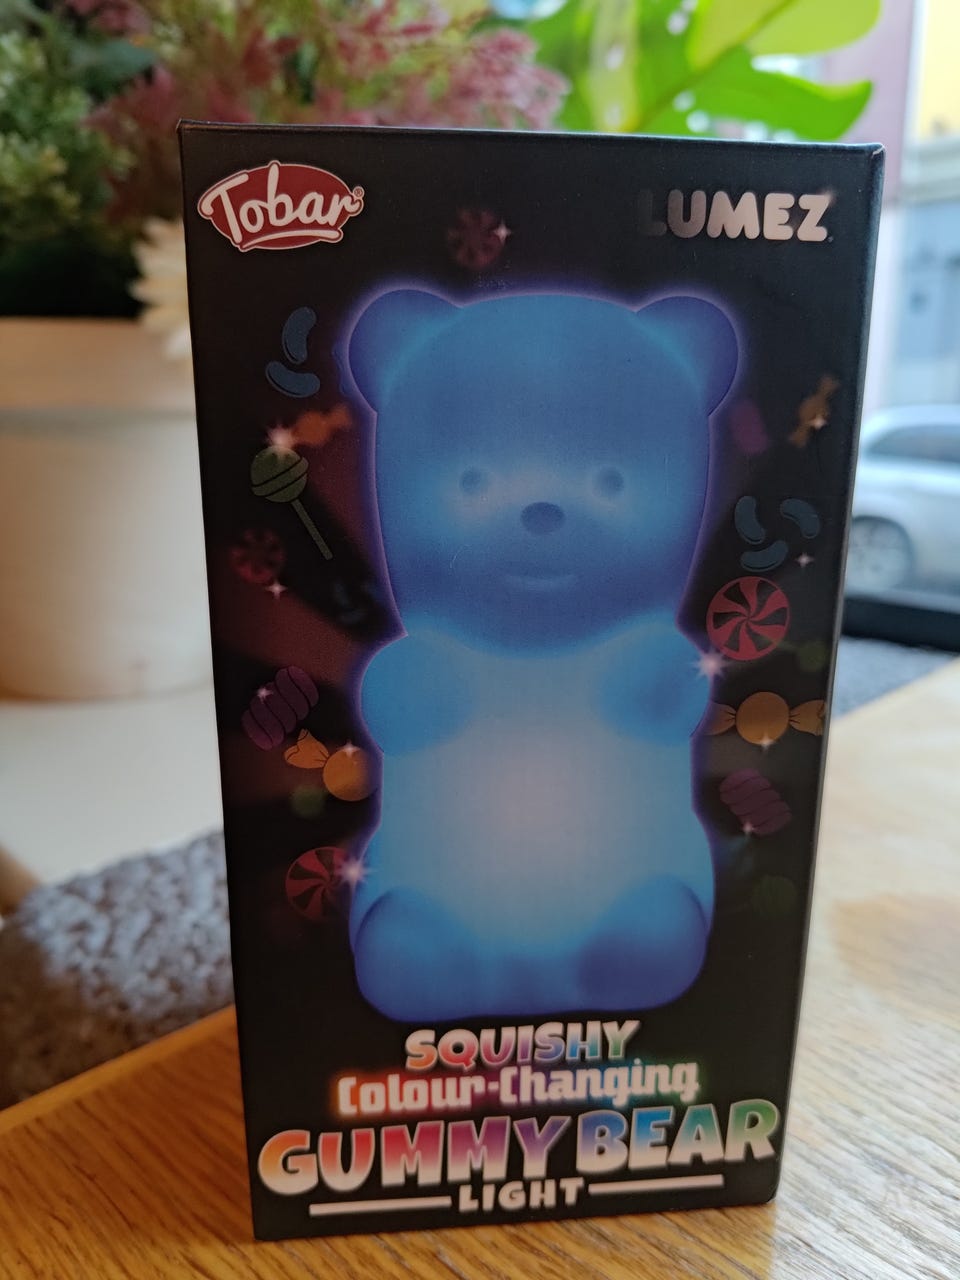 Tobar®
LUMEZ
SQUISHY
Colour-Changing
GUMMY BEAR
LIGHT